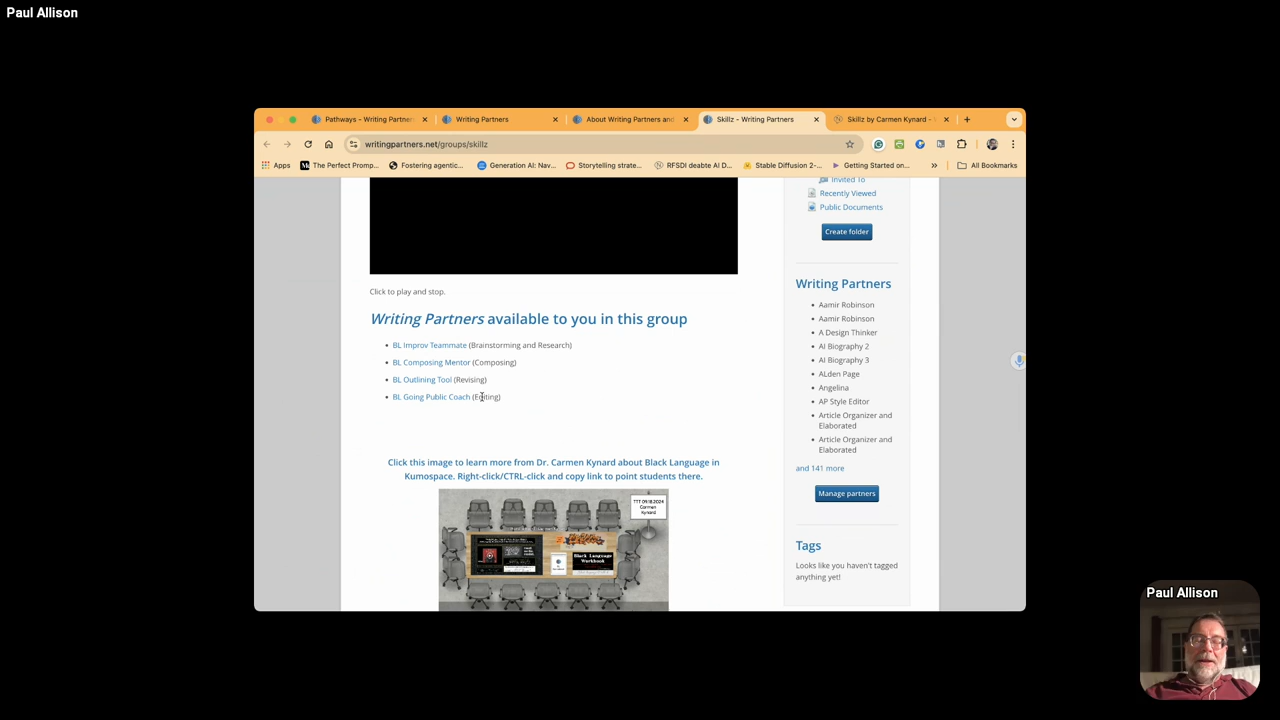 Paul Allison
Pathways - Writing Partner
Writing Partners
About Writing Partners and
Skillz - Writing Partners
Skillz by Carmen Kynard -
writingpartners.net/groups/skillz
Apps
The Perfect Promp...
Fostering agentic...
Generation AI: Nav...
Storytelling strate...
RFSDI deabte AI D...
Stable Diffusion 2-...
Getting Started on...
»
All Bookmarks
Invited To
Recently Viewed
Public Documents
Create folder
Click to play and stop.
Writing Partners available to you in this group
BL Improv Teammate (Brainstorming and Research)
BL Composing Mentor (Composing)
BL Outlining Tool (Revising)
BL Going Public Coach (Editing)
Click this image to learn more from Dr. Carmen Kynard about Black Language in
Kumospace. Right-click/CTRL-click and copy link to point students there.
TTT 09.18.2024
Carmen
Kynard
Black Language
Workbook
Writing Partners
Aamir Robinson
Aamir Robinson
A Design Thinker
AI Biography 2
AI Biography 3
ALden Page
Angelina
AP Style Editor
Article Organizer and
Elaborated
Article Organizer and
Elaborated
and 141 more
Manage partners
Tags
Looks like you haven't tagged
anything yet!
Paul Allison